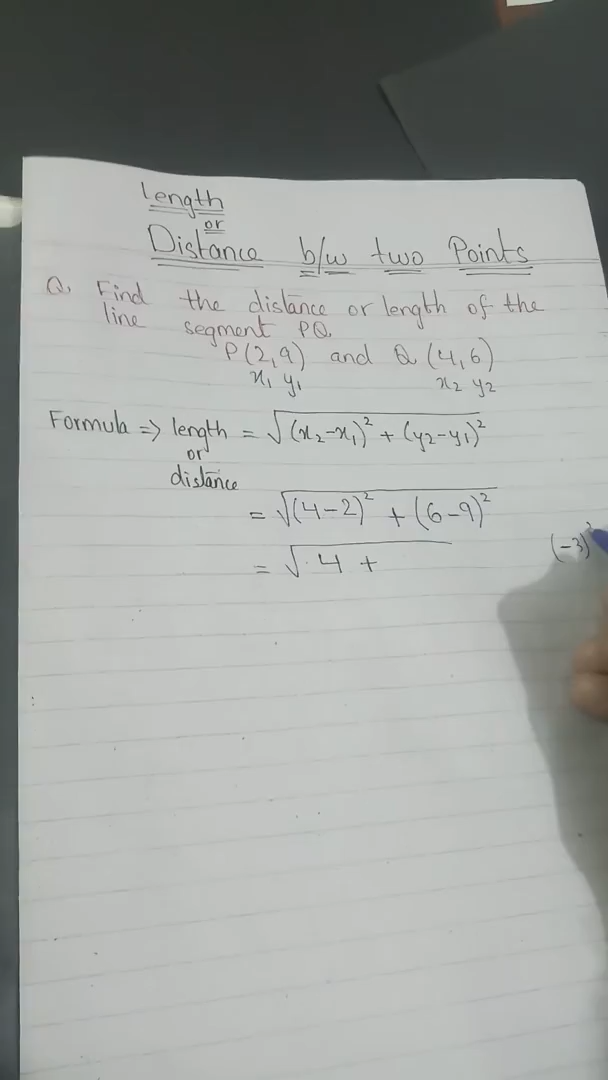 Length
or
Distance b/w two Points
Q. Find the distance or length of the
line segment PQ.
P(2,9) and Q (4,6)
x₁ y₁ x₂ y₂
Formula => length = √(x₂-x₁)² + (y₂-y₁)²
or
distance
= √(4-2)² + (6-9)²
= √ 4 +
(-3)²